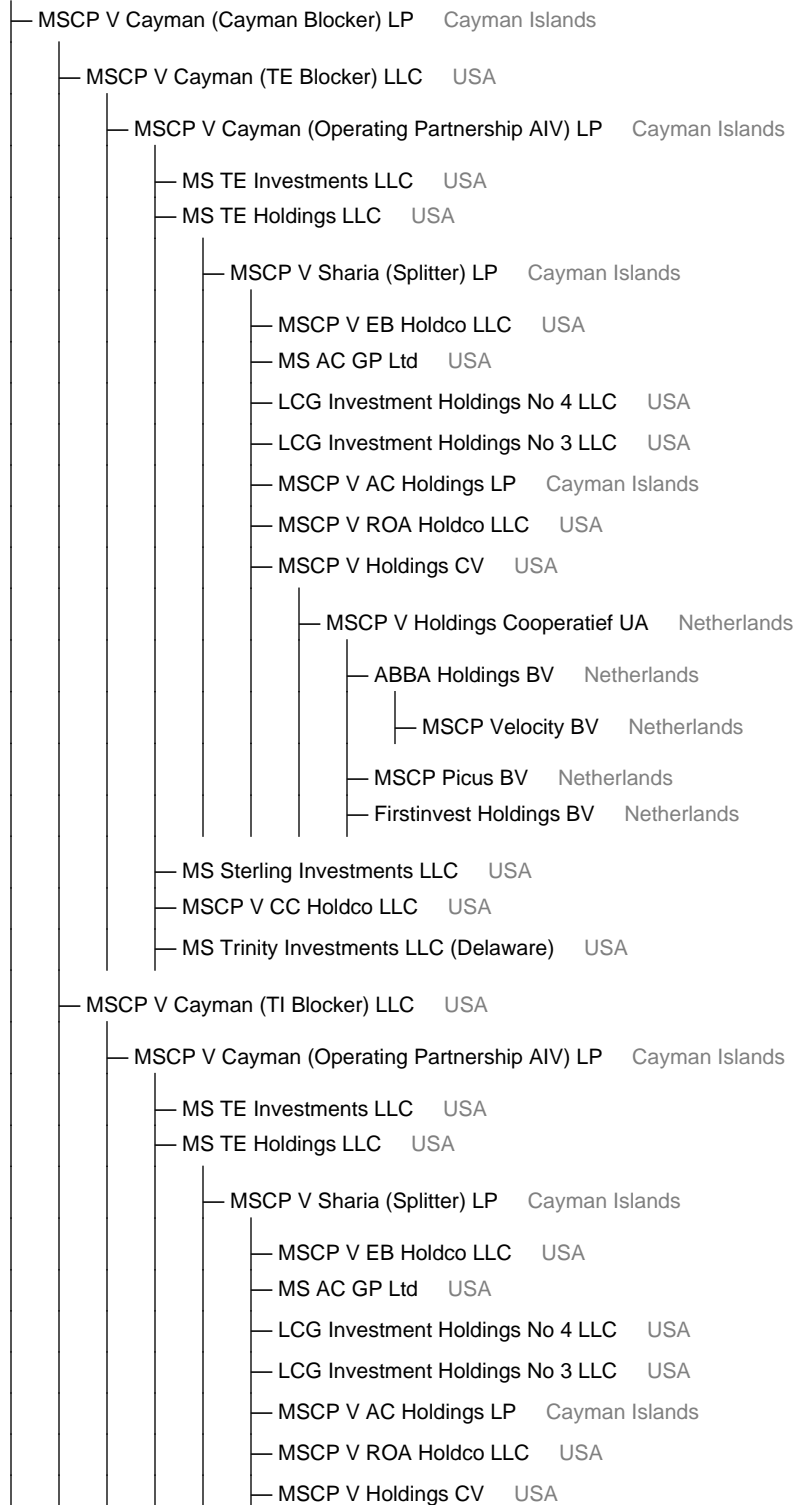 MSCP V Cayman (Cayman Blocker) LP Cayman Islands
MSCP V Cayman (TE Blocker) LLC USA
MSCP V Cayman (Operating Partnership AIV) LP Cayman Islands
MS TE Investments LLC USA
MS TE Holdings LLC USA
MSCP V Sharia (Splitter) LP Cayman Islands
MSCP V EB Holdco LLC USA
MS AC GP Ltd USA
LCG Investment Holdings No 4 LLC USA
LCG Investment Holdings No 3 LLC USA
MSCP V AC Holdings LP Cayman Islands
MSCP V ROA Holdco LLC USA
MSCP V Holdings CV USA
MSCP V Holdings Cooperatief UA Netherlands
ABBA Holdings BV Netherlands
MSCP Velocity BV Netherlands
MSCP Picus BV Netherlands
Firstinvest Holdings BV Netherlands
MS Sterling Investments LLC USA
MSCP V CC Holdco LLC USA
MS Trinity Investments LLC (Delaware) USA
MSCP V Cayman (TI Blocker) LLC USA
MSCP V Cayman (Operating Partnership AIV) LP Cayman Islands
MS TE Investments LLC USA
MS TE Holdings LLC USA
MSCP V Sharia (Splitter) LP Cayman Islands
MSCP V EB Holdco LLC USA
MS AC GP Ltd USA
LCG Investment Holdings No 4 LLC USA
LCG Investment Holdings No 3 LLC USA
MSCP V AC Holdings LP Cayman Islands
MSCP V ROA Holdco LLC USA
MSCP V Holdings CV USA